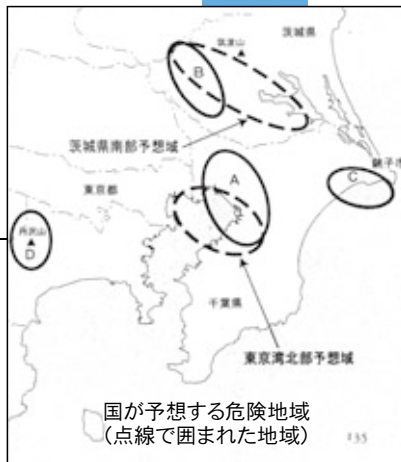 茨城県
筑波山
B
茨城県南部予想域
東京都
A
銚子市
C
丹沢山
D
千葉県
東京湾北部予想域
国が予想する危険地域
(点線で囲まれた地域)
135